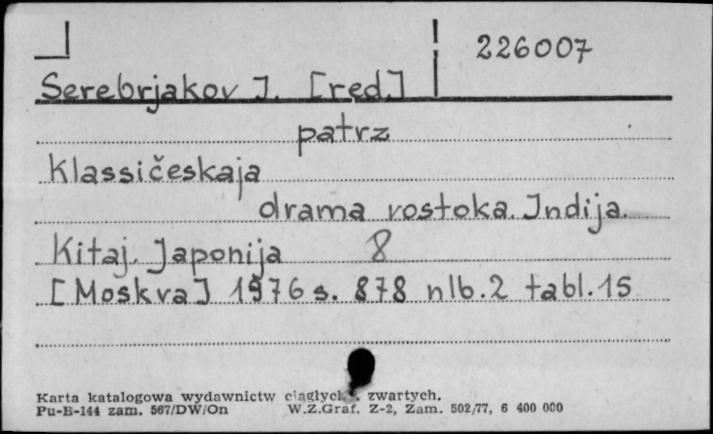 226007
Serebrjakov J. [red.]
patrz
Klassičeskaja
drama vostoka. Indija.
Kitaj. Japonija 8
[Moskva] 1976 s. 878 nlb. 2 tabl. 15
Karta katalogowa wydawnictw ciągłych i zwartych.
Pu-B-144 zam. 567/DW/On W.Z.Graf. Z-2, Zam. 502/77, 6 400 000